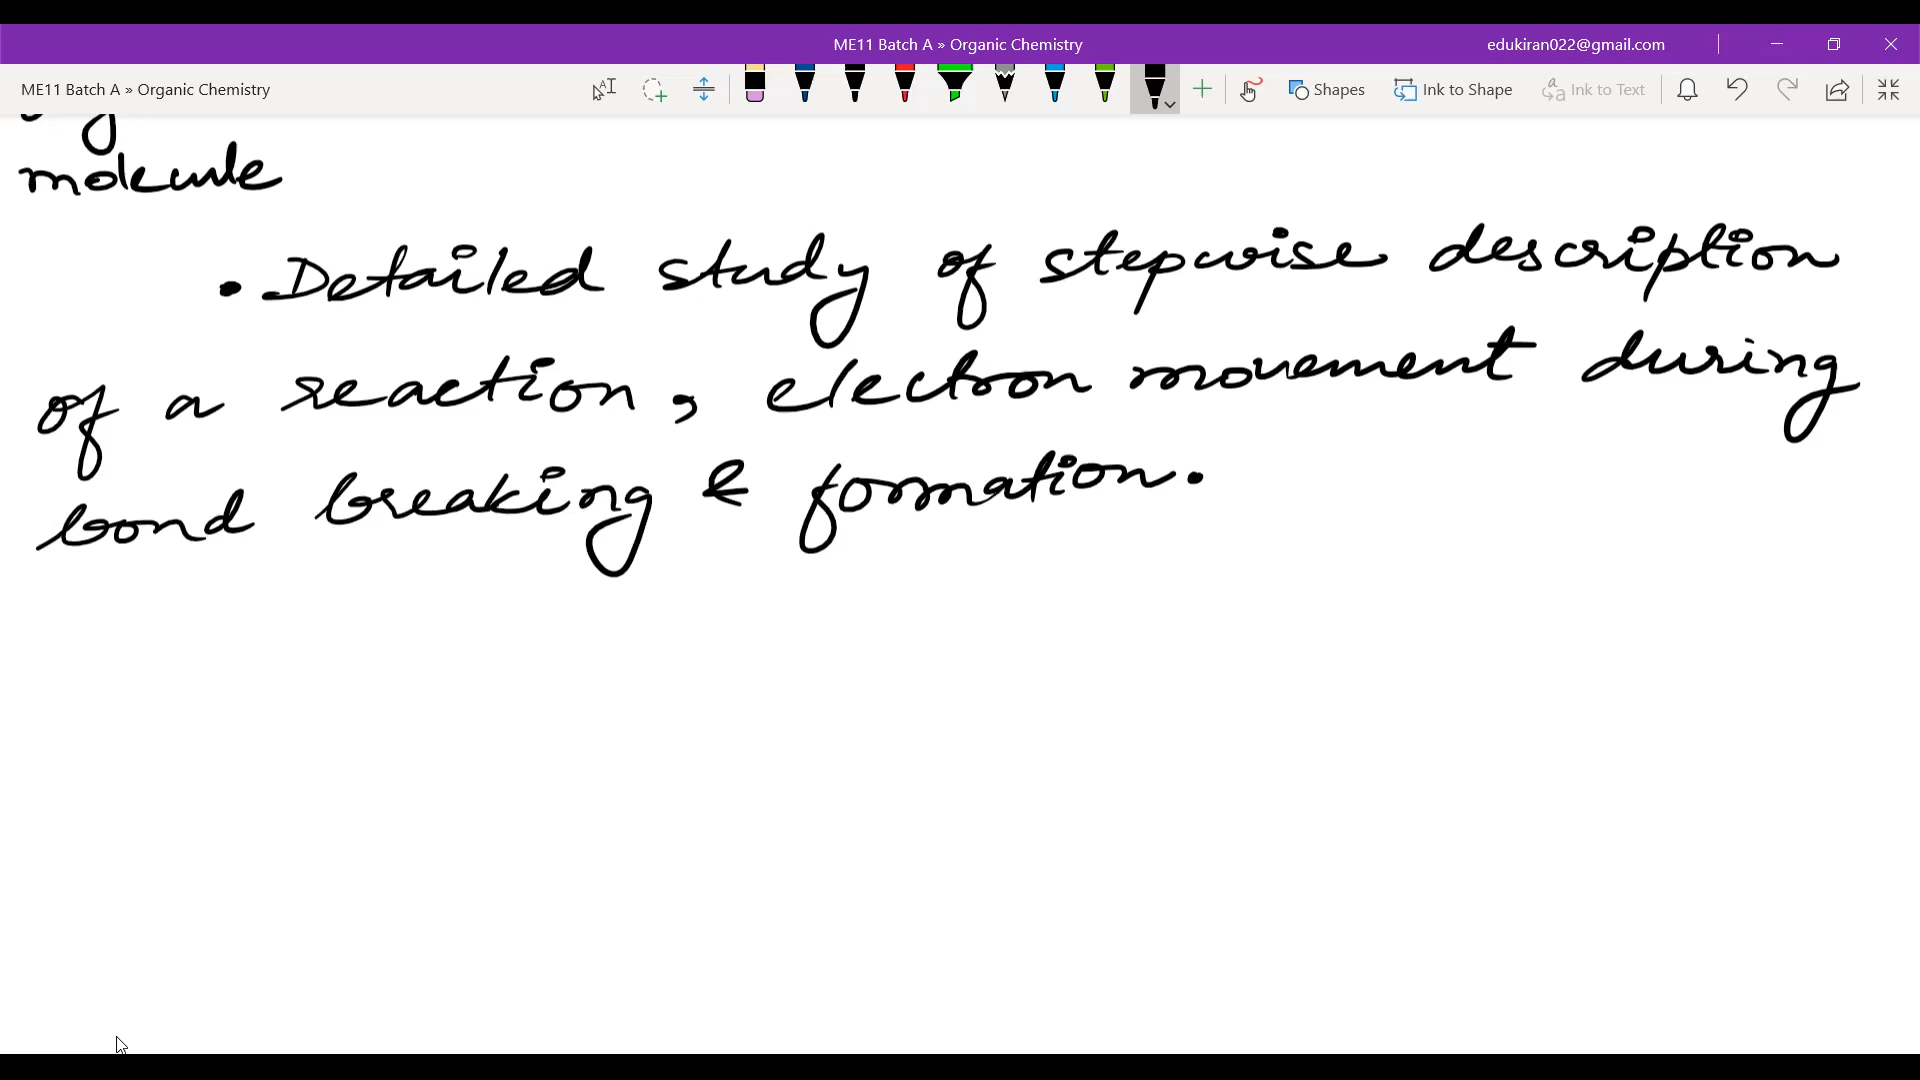 ME11 Batch A » Organic Chemistry
edukiran022@gmail.com
ME11 Batch A » Organic Chemistry
Shapes
Ink to Shape
Ink to Text
molecule
• Detailed study of stepwise description
of a reaction, electron movement during
bond breaking & formation.